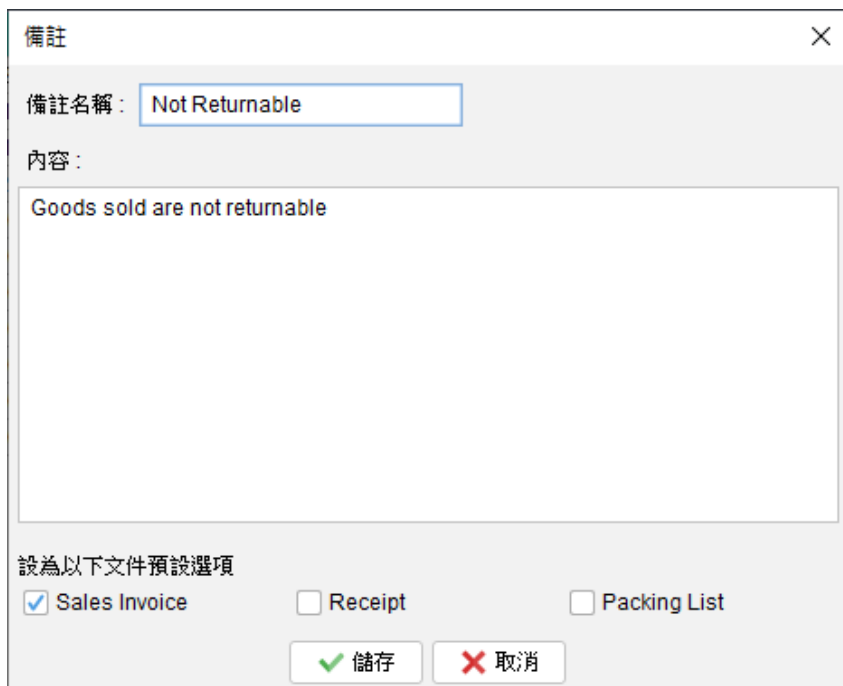 備註
備註名稱 : Not Returnable
內容 :
Goods sold are not returnable
設為以下文件預設選項
Sales Invoice Receipt Packing List
儲存 取消